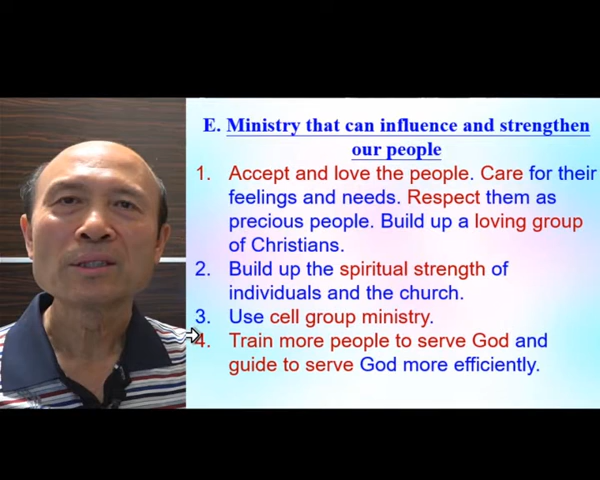 E. Ministry that can influence and strengthen
our people
1. Accept and love the people. Care for their
feelings and needs. Respect them as
precious people. Build up a loving group
of Christians.
2. Build up the spiritual strength of
individuals and the church.
3. Use cell group ministry.
4. Train more people to serve God and
guide to serve God more efficiently.